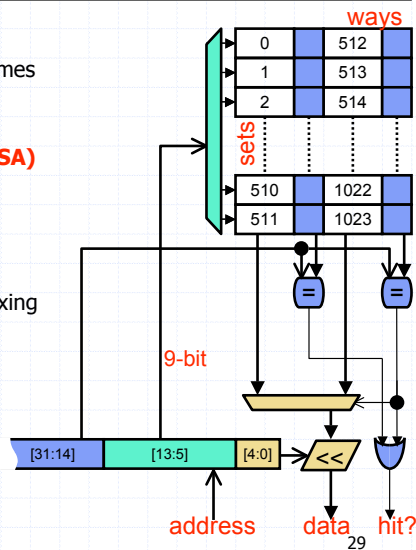 ways
0 512
mes
1 513
2 514
SA)
sets
510 1022
511 1023
= =
xing
9-bit
[31:14] [13:5] [4:0] <<
address data hit?
29